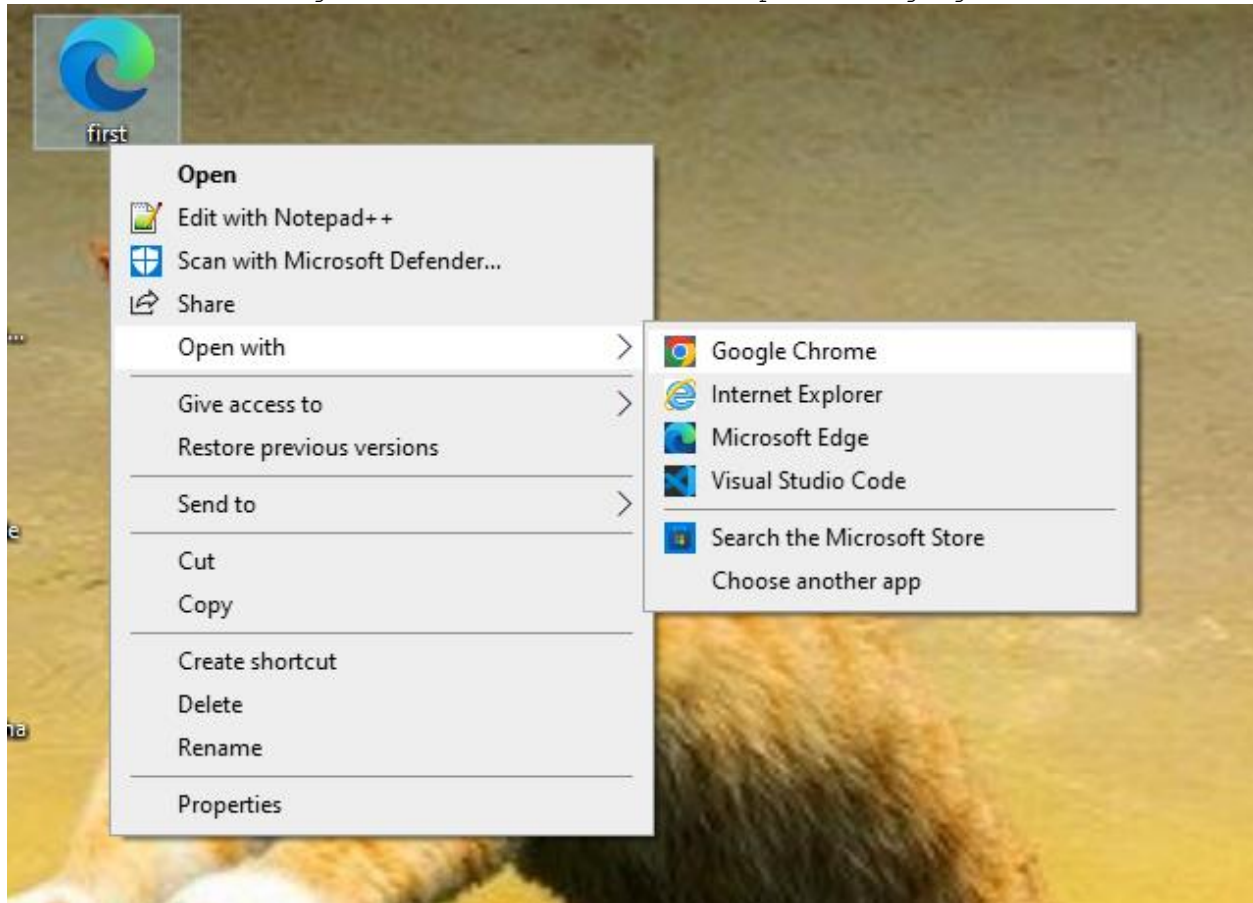 first
Open
Edit with Notepad++
Scan with Microsoft Defender...
Share
Open with
Give access to
Restore previous versions
Send to
Cut
Copy
Create shortcut
Delete
Rename
Properties
Google Chrome
Internet Explorer
Microsoft Edge
Visual Studio Code
Search the Microsoft Store
Choose another app
...
e
na